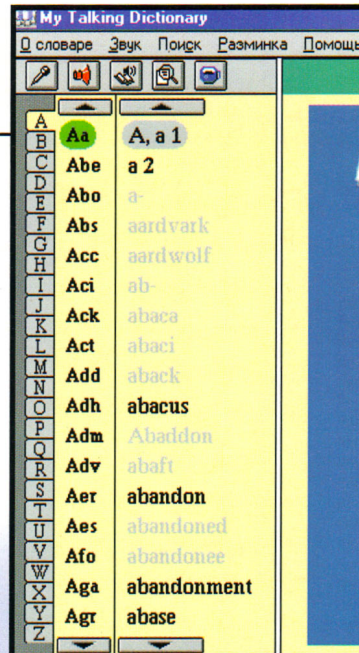 My Talking Dictionary
О словаре Звук Поиск Разминка Помощь
A
B
C
D
E
F
G
H
I
J
K
L
M
N
O
P
Q
R
S
T
U
V
W
X
Y
Z
Aa
Abe
Abo
Abs
Acc
Aci
Ack
Act
Add
Adh
Adm
Adv
Aer
Aes
Afo
Aga
Agr
A, a 1
a 2
a-
aardvark
aardwolf
ab-
abaca
abaci
aback
abacus
Abaddon
abaft
abandon
abandoned
abandonee
abandonment
abase